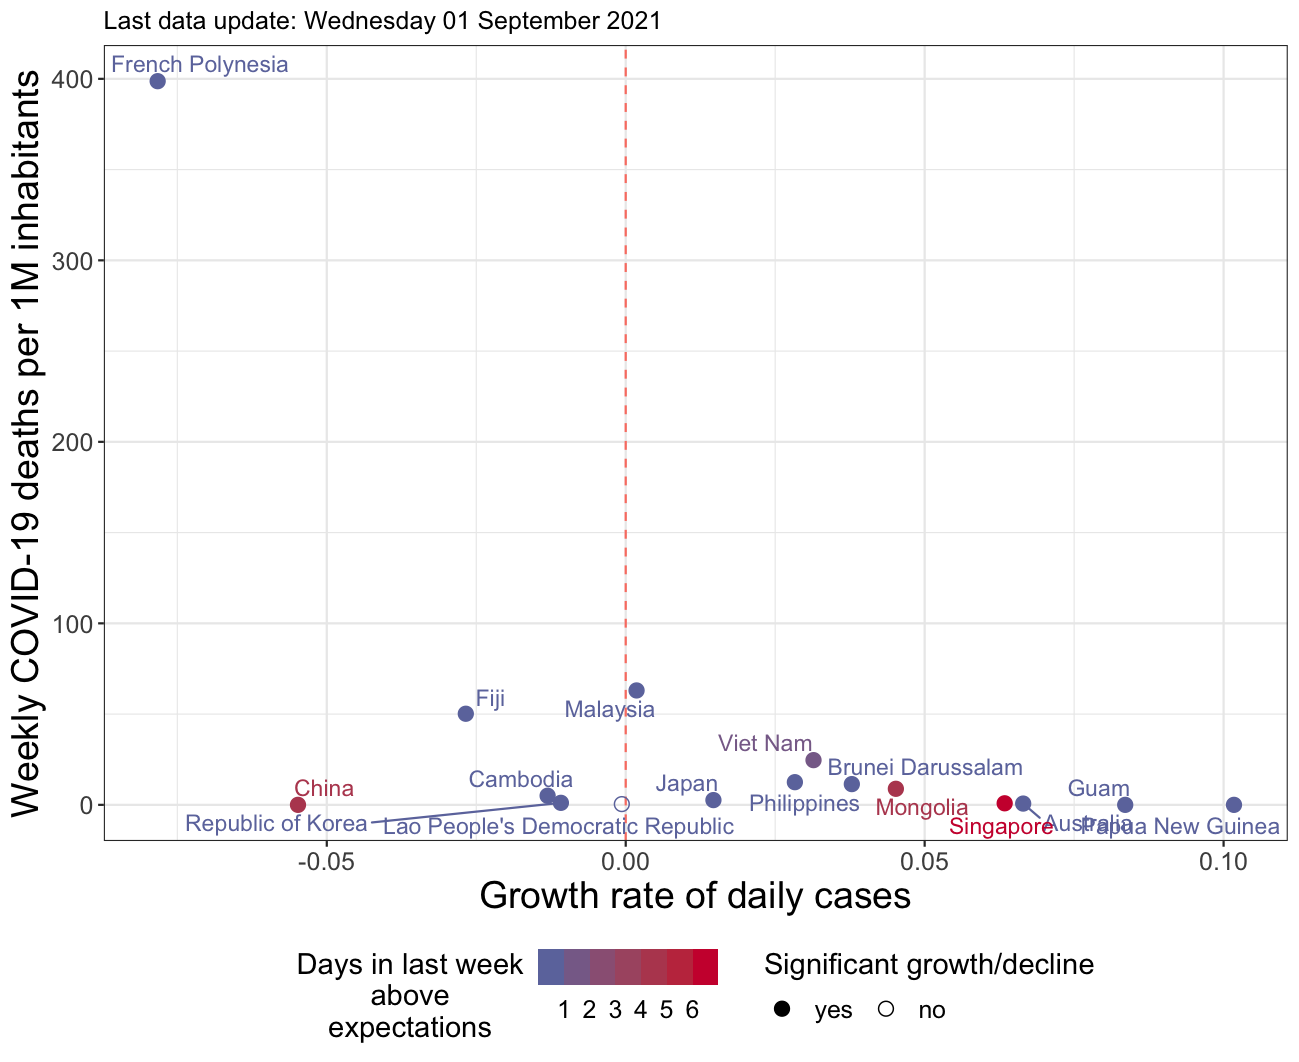 Last data update: Wednesday 01 September 2021
Weekly COVID-19 deaths per 1M inhabitants
400
300
200
100
0
French Polynesia
Fiji
Malaysia
Viet Nam
Brunei Darussalam
China
Cambodia
Japan
Guam
Philippines
Mongolia
Republic of Korea
Lao People's Democratic Republic
Singapore
Australia
Papua New Guinea
-0.05
0.00
0.05
0.10
Growth rate of daily cases
Days in last week
above
expectations
1 2 3 4 5 6
Significant growth/decline
yes
no